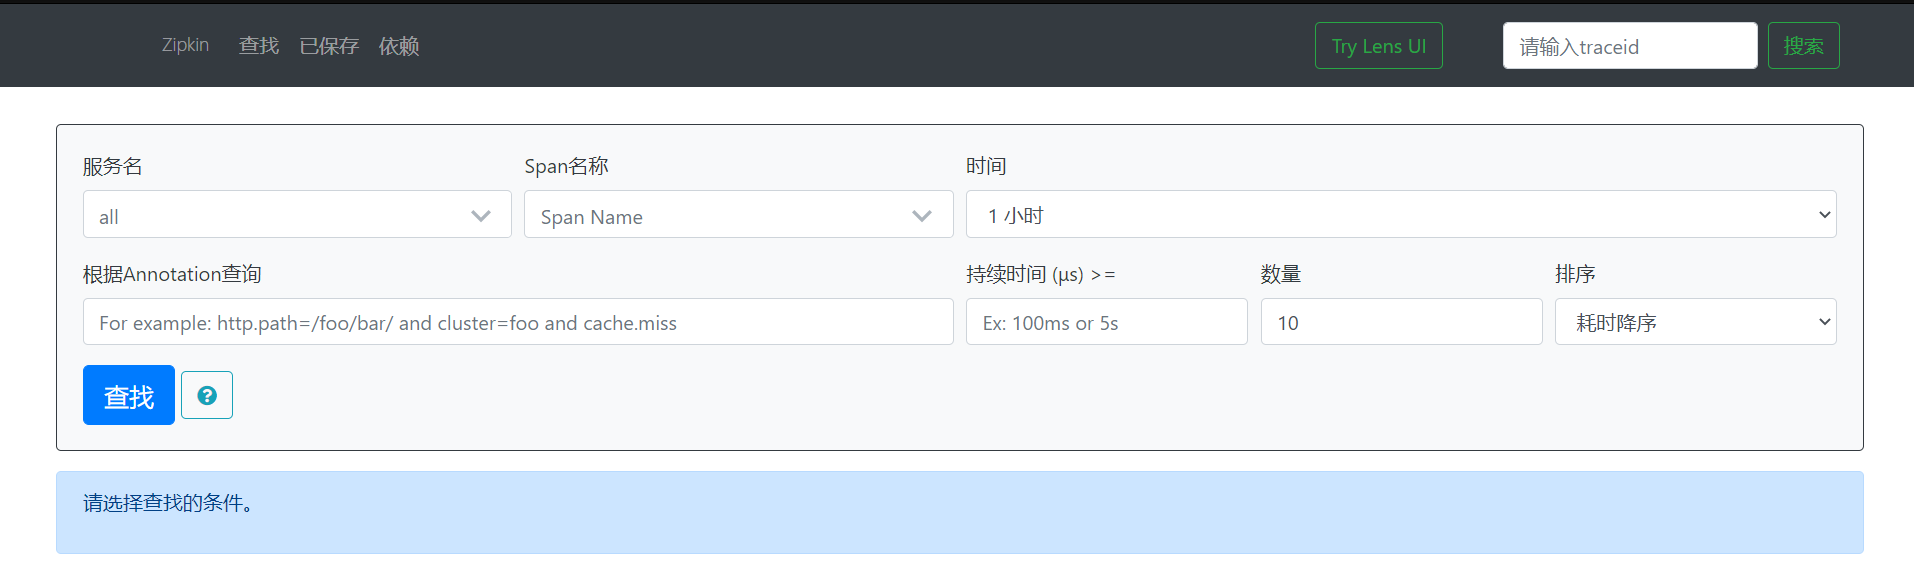 Zipkin 查找 已保存 依赖 Try Lens UI 请输入traceid 搜索
服务名 Span名称 时间
all Span Name 1 小时
根据Annotation查询 持续时间 (μs) >= 数量 排序
For example: http.path=/foo/bar/ and cluster=foo and cache.miss Ex: 100ms or 5s 10 耗时降序
查找
请选择查找的条件。